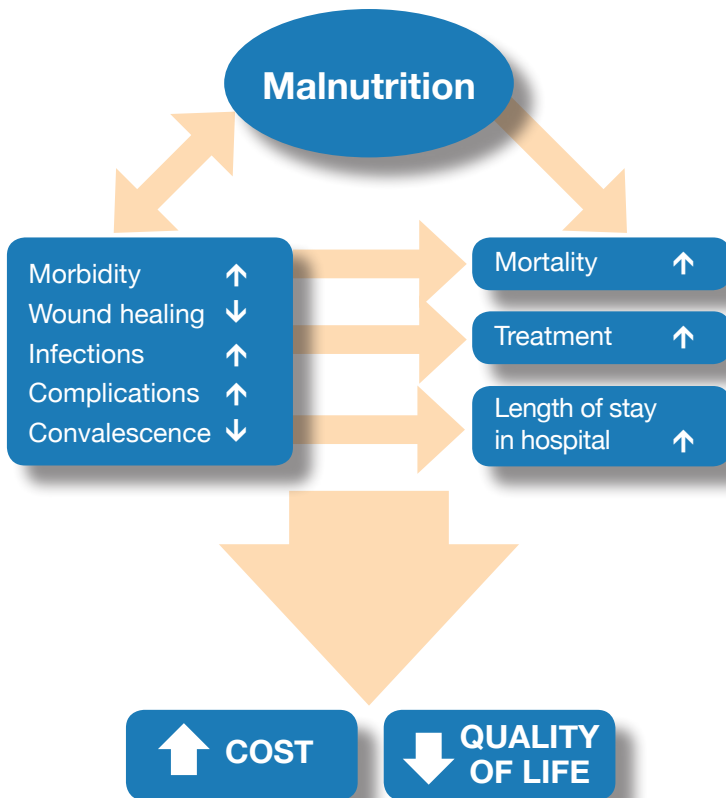 Malnutrition
Morbidity ↑
Wound healing ↓
Infections ↑
Complications ↑
Convalescence ↓
Mortality ↑
Treatment ↑
Length of stay
in hospital ↑
↑ COST
↓ QUALITY
OF LIFE